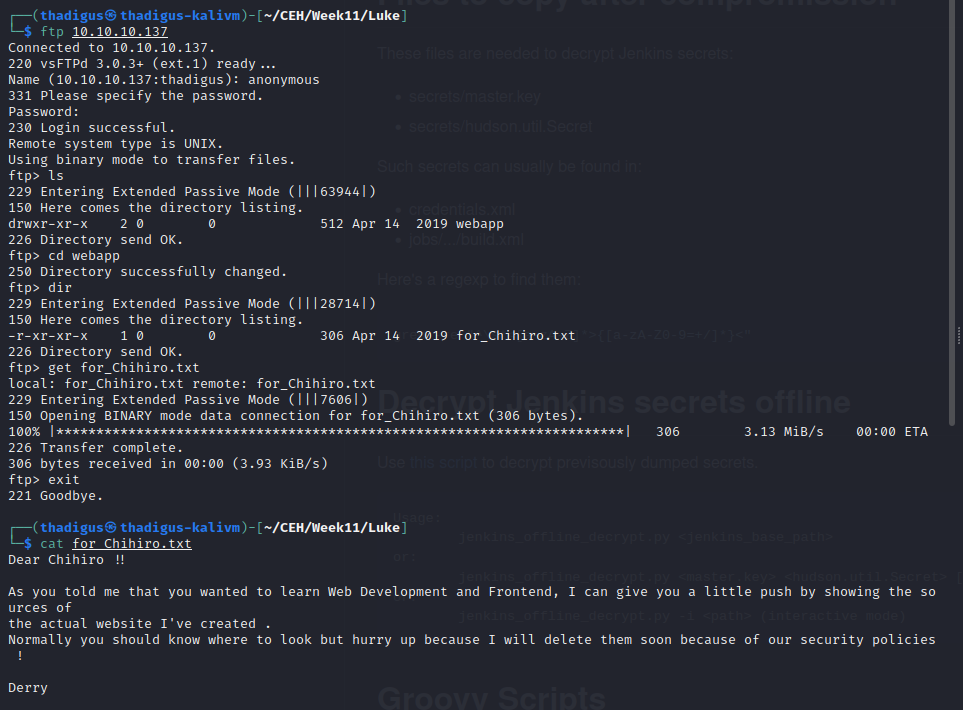 Files to copy after compromission
┌──(thadigus㉿thadigus-kalivm)-[~/CEH/Week11/Luke]
└─$ ftp 10.10.10.137
Connected to 10.10.10.137.
These files are needed to decrypt Jenkins secrets:
220 vsFTPd 3.0.3+ (ext.1) ready...
Name (10.10.10.137:thadigus): anonymous
331 Please specify the password.
• secrets/master.key
Password:
230 Login successful.
• secrets/hudson.util.Secret
Remote system type is UNIX.
Using binary mode to transfer files.
Such secrets can usually be found in:
ftp> ls
229 Entering Extended Passive Mode (|||63944|)
150 Here comes the directory listing.
• credentials.xml
drwxr-xr-x    2 0        0             512 Apr 14  2019 webapp
226 Directory send OK.
• jobs/.../build.xml
ftp> cd webapp
250 Directory successfully changed.
ftp> dir
Here's a regexp to find them:
229 Entering Extended Passive Mode (|||28714|)
150 Here comes the directory listing.
-r-xr-xr-x    1 0        0             306 Apr 14  2019 for_Chihiro.txt
226 Directory send OK.
ftp> get for_Chihiro.txt
local: for_Chihiro.txt remote: for_Chihiro.txt
229 Entering Extended Passive Mode (|||7606|)
Decrypt Jenkins secrets offline
150 Opening BINARY mode data connection for for_Chihiro.txt (306 bytes).
100% |***********************************************************************|   306        3.13 MiB/s    00:00 ETA
226 Transfer complete.
306 bytes received in 00:00 (3.93 KiB/s)
Use this script to decrypt previsously dumped secrets.
ftp> exit
221 Goodbye.
Usage:
┌──(thadigus㉿thadigus-kalivm)-[~/CEH/Week11/Luke]
└─$ cat for_Chihiro.txt
jenkins_offline_decrypt.py <jenkins_base_path>
or:
Dear Chihiro !!
jenkins_offline_decrypt.py <master.key> <hudson.util.Secret>
As you told me that you wanted to learn Web Development and Frontend, I can give you a little push by showing the so
urces of
jenkins_offline_decrypt.py -i <path> (interactive mode)
the actual website I've created .
Normally you should know where to look but hurry up because I will delete them soon because of our security policies
 !
Derry
Groovy Scripts